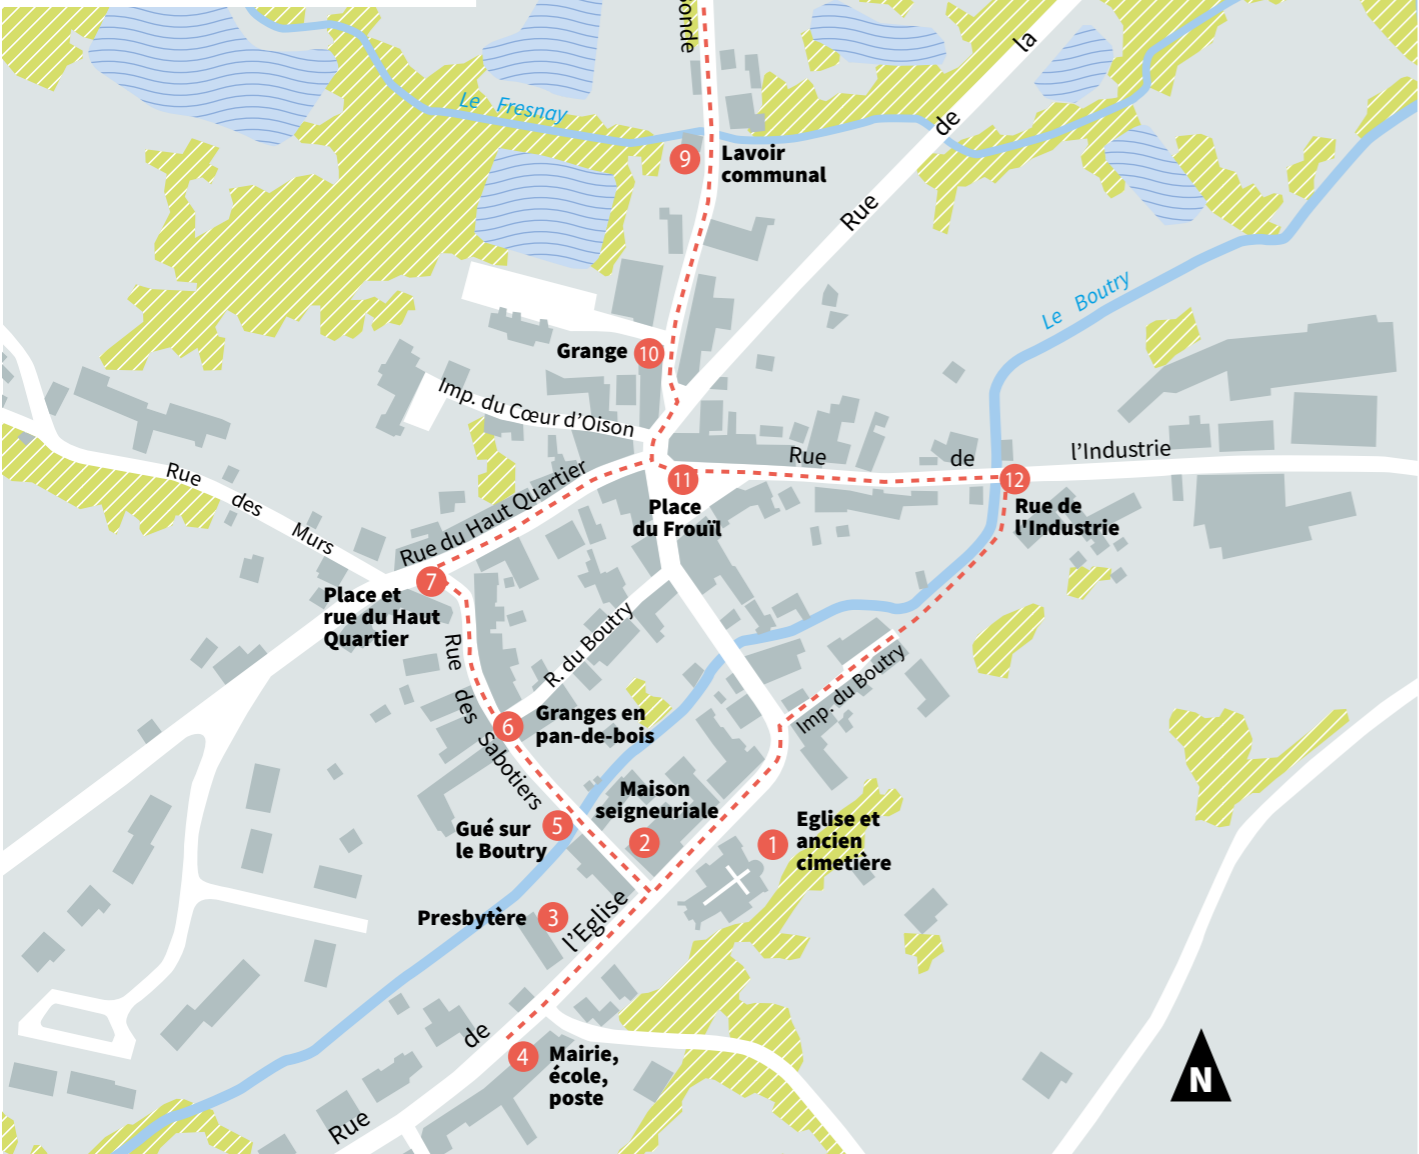 Bonde
la
de
Rue
Le Fresnay
9
Lavoir
communal
Le Boutry
Grange
10
Imp. du Cœur d'Oison
Rue de l'Industrie
11
Place
du Frouïl
12
Rue de
l'Industrie
Rue des Murs
Rue du Haut Quartier
7
Place et
rue du Haut
Quartier
R. du Boutry
Rue des Sabotiers
6
Granges en
pan-de-bois
Imp. du Boutry
Maison
seigneuriale
2
5
Gué sur
le Boutry
1
Eglise et
ancien
cimetière
Presbytère
3
Rue de l'Eglise
4
Mairie,
école,
poste
N